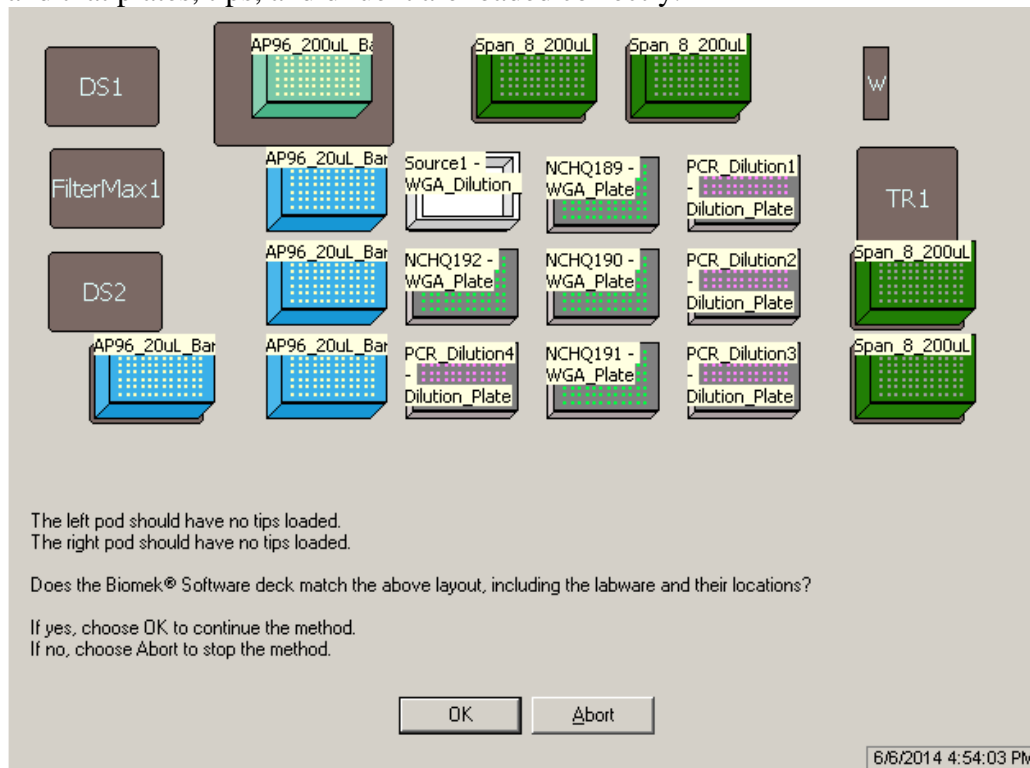 DS1
AP96_200uL_Ba
Span_8_200uL
Span_8_200uL
W
FilterMax1
AP96_20uL_Bar
Source1 -
WGA_Dilution
NCHQ189 -
WGA_Plate
PCR_Dilution1
-
Dilution_Plate
TR1
DS2
AP96_20uL_Bar
NCHQ192 -
WGA_Plate
NCHQ190 -
WGA_Plate
PCR_Dilution2
-
Dilution_Plate
Span_8_200uL
AP96_20uL_Bar
AP96_20uL_Bar
PCR_Dilution4
-
Dilution_Plate
NCHQ191 -
WGA_Plate
PCR_Dilution3
-
Dilution_Plate
Span_8_200uL
The left pod should have no tips loaded.
The right pod should have no tips loaded.
Does the Biomek® Software deck match the above layout, including the labware and their locations?
If yes, choose OK to continue the method.
If no, choose Abort to stop the method.
OK
Abort
6/6/2014 4:54:03 PM